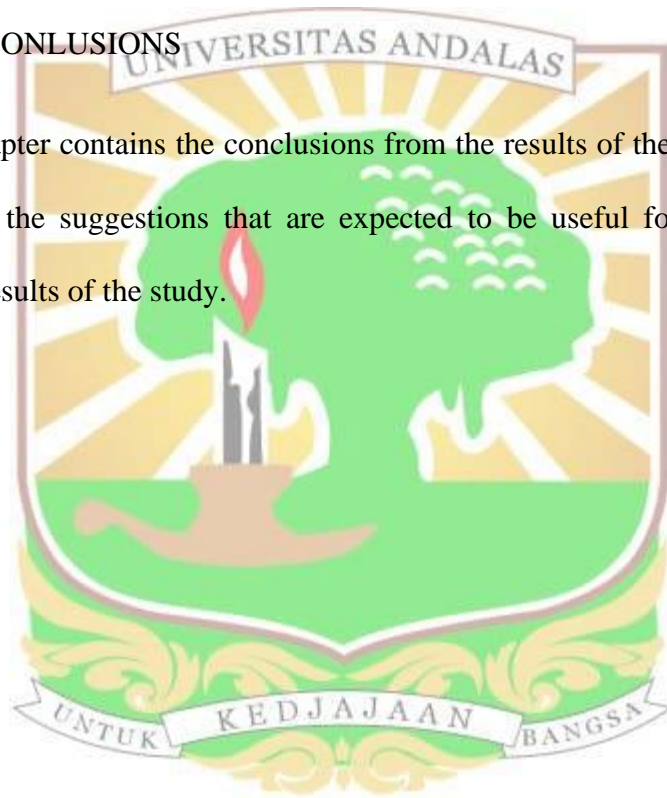 ONLUSIONS
UNIVERSITAS ANDALAS
pter contains the conclusions from the results of the
the suggestions that are expected to be useful fo
sults of the study.
UNTUK KEDJAJAAN BANGSA